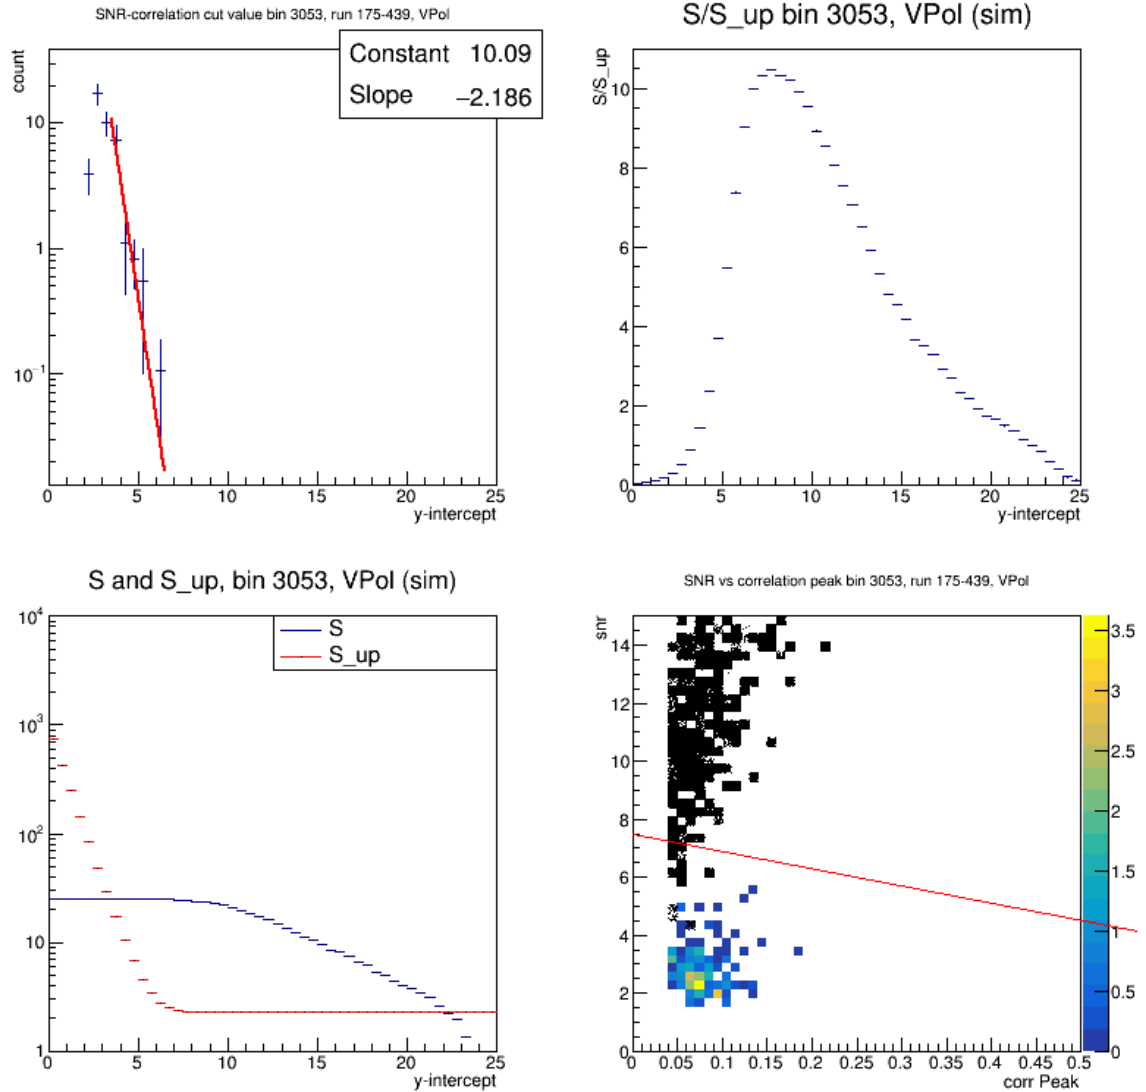 SNR-correlation cut value bin 3053, run 175-439, VPol
count
Constant 10.09
Slope −2.186
10
1
10−1
0 5 10 15 20 25
y-intercept
S/S_up bin 3053, VPol (sim)
S/S_up
10
8
6
4
2
0
0 5 10 15 20 25
y-intercept
S and S_up, bin 3053, VPol (sim)
S
S_up
10^4
10^3
10^2
10
1
0 5 10 15 20 25
y-intercept
SNR vs correlation peak bin 3053, run 175-439, VPol
snr
14
12
10
8
6
4
2
0
0 0.05 0.1 0.15 0.2 0.25 0.3 0.35 0.4 0.45 0.5
corr Peak
3.5
3
2.5
2
1.5
1
0.5
0